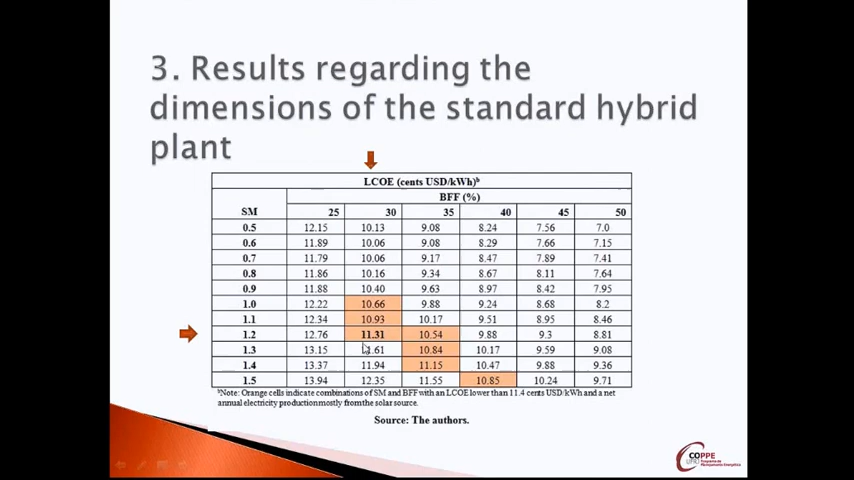 3. Results regarding the
dimensions of the standard hybrid
plant
LCOE (cents USD/kWh)ᵇ
BFF (%)
SM 25 30 35 40 45 50
0.5 12.15 10.13 9.08 8.24 7.56 7.0
0.6 11.89 10.06 9.08 8.29 7.66 7.15
0.7 11.79 10.06 9.17 8.47 7.89 7.41
0.8 11.86 10.16 9.34 8.67 8.11 7.64
0.9 11.88 10.40 9.63 8.97 8.42 7.95
1.0 12.22 10.66 9.88 9.24 8.68 8.2
1.1 12.34 10.93 10.17 9.51 8.95 8.46
1.2 12.76 11.31 10.54 9.88 9.3 8.81
1.3 13.15 11.61 10.84 10.17 9.59 9.08
1.4 13.37 11.94 11.15 10.47 9.88 9.36
1.5 13.94 12.35 11.55 10.85 10.24 9.71
ᵇNote: Orange cells indicate combinations of SM and BFF with an LCOE lower than 11.4 cents USD/kWh and a net
annual electricity production mostly from the solar source.
Source: The authors.
COPPE
UFRJ Programa de
Planejamento Energético